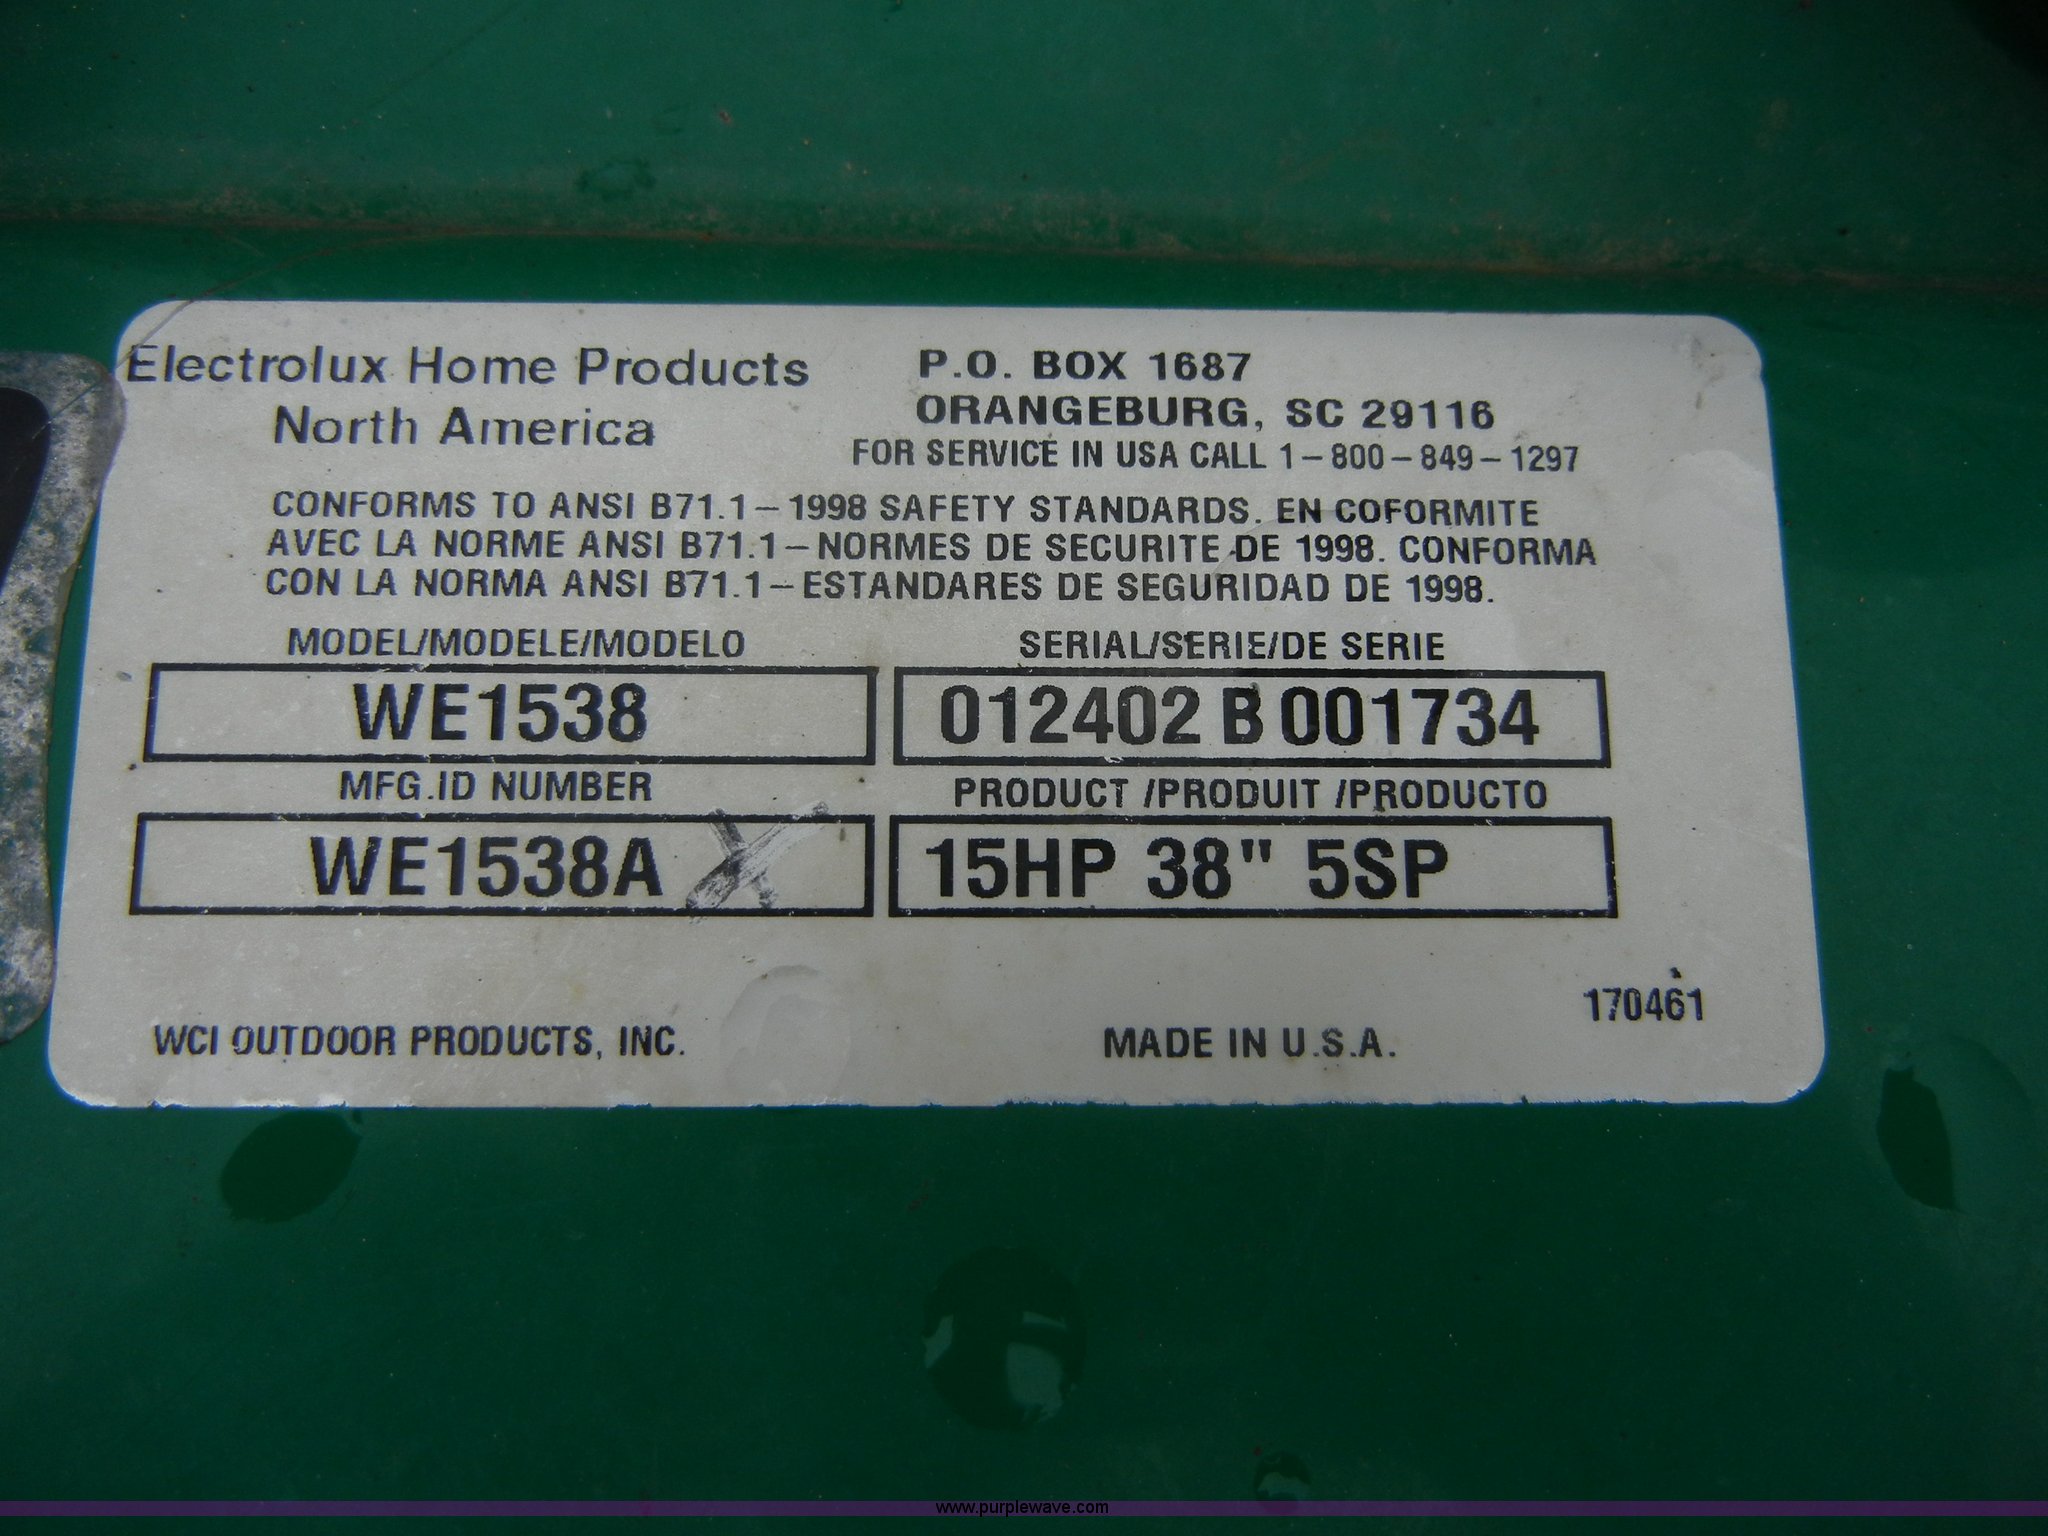 Electrolux Home Products
North America
P.O. BOX 1687
ORANGEBURG, SC 29116
FOR SERVICE IN USA CALL 1-800-849-1297
CONFORMS TO ANSI B71.1-1998 SAFETY STANDARDS. EN COFORMITE
AVEC LA NORME ANSI B71.1-NORMES DE SECURITE DE 1998. CONFORMA
CON LA NORMA ANSI B71.1-ESTANDARES DE SEGURIDAD DE 1998.
MODEL/MODELE/MODELO
SERIAL/SERIE/DE SERIE
WE1538
012402 B 001734
MFG.ID NUMBER
PRODUCT /PRODUIT /PRODUCTO
WE1538A
15HP 38" 5SP
170461
WCI OUTDOOR PRODUCTS, INC.
MADE IN U.S.A.
www.purplewave.com